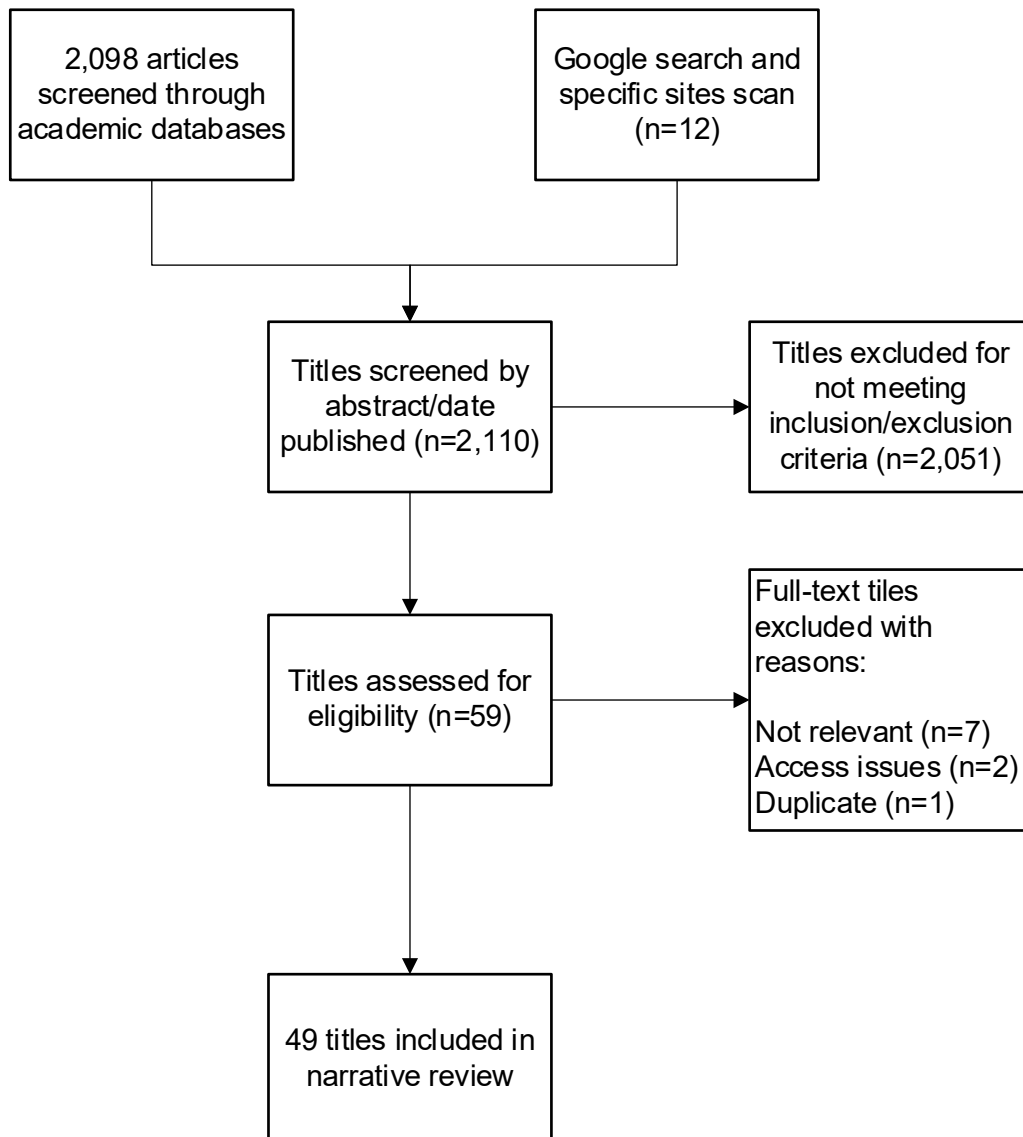 2,098 articles
screened through
academic databases
Google search and
specific sites scan
(n=12)
Titles screened by
abstract/date
published (n=2,110)
Titles excluded for
not meeting
inclusion/exclusion
criteria (n=2,051)
Titles assessed for
eligibility (n=59)
Full-text tiles
excluded with
reasons:
Not relevant (n=7)
Access issues (n=2)
Duplicate (n=1)
49 titles included in
narrative review